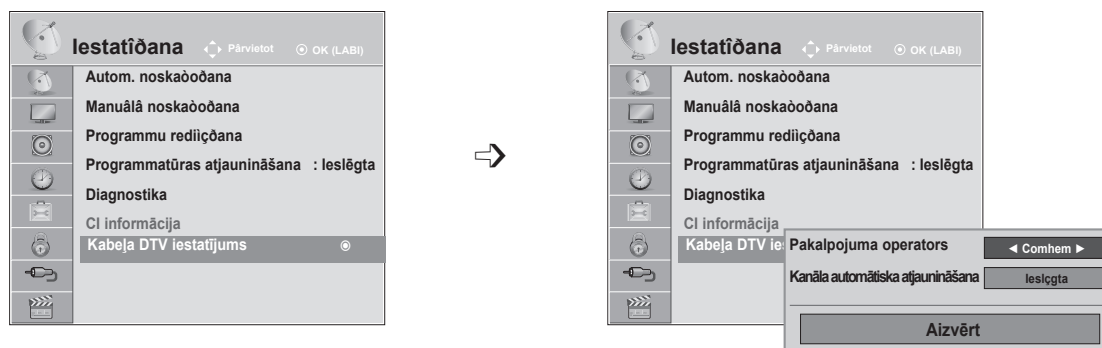 Iestatîðana Pârvietot OK (LABI)
Autom. noskaòoðana
Manuâlâ noskaòoðana
Programmu rediìçðana
Programmatūras atjaunināšana : Ieslēgta
Diagnostika
CI informācija
Kabeļa DTV iestatījums
Iestatîðana Pârvietot OK (LABI)
Autom. noskaòoðana
Manuâlâ noskaòoðana
Programmu rediìçðana
Programmatūras atjaunināšana : Ieslēgta
Diagnostika
CI informācija
Kabeļa DTV ie
Pakalpojuma operators ◄ Comhem ►
Kanāla automātiska atjaunināšana Ieslçgta
Aizvērt